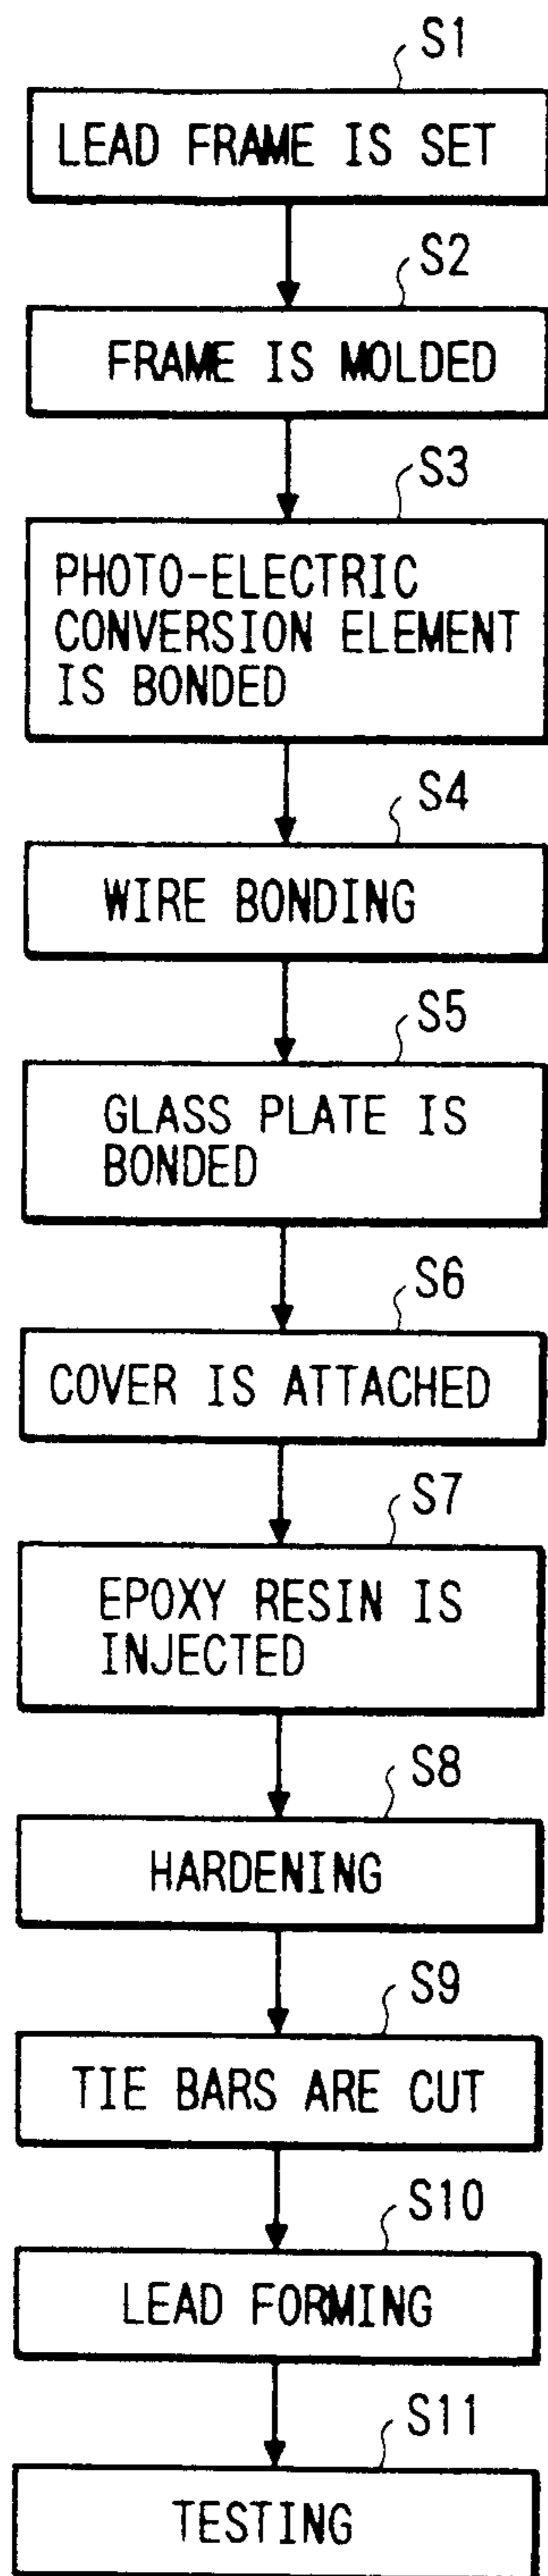 S1
LEAD FRAME IS SET
S2
FRAME IS MOLDED
S3
PHOTO-ELECTRIC
CONVERSION ELEMENT
IS BONDED
S4
WIRE BONDING
S5
GLASS PLATE IS
BONDED
S6
COVER IS ATTACHED
S7
EPOXY RESIN IS
INJECTED
S8
HARDENING
S9
TIE BARS ARE CUT
S10
LEAD FORMING
S11
TESTING